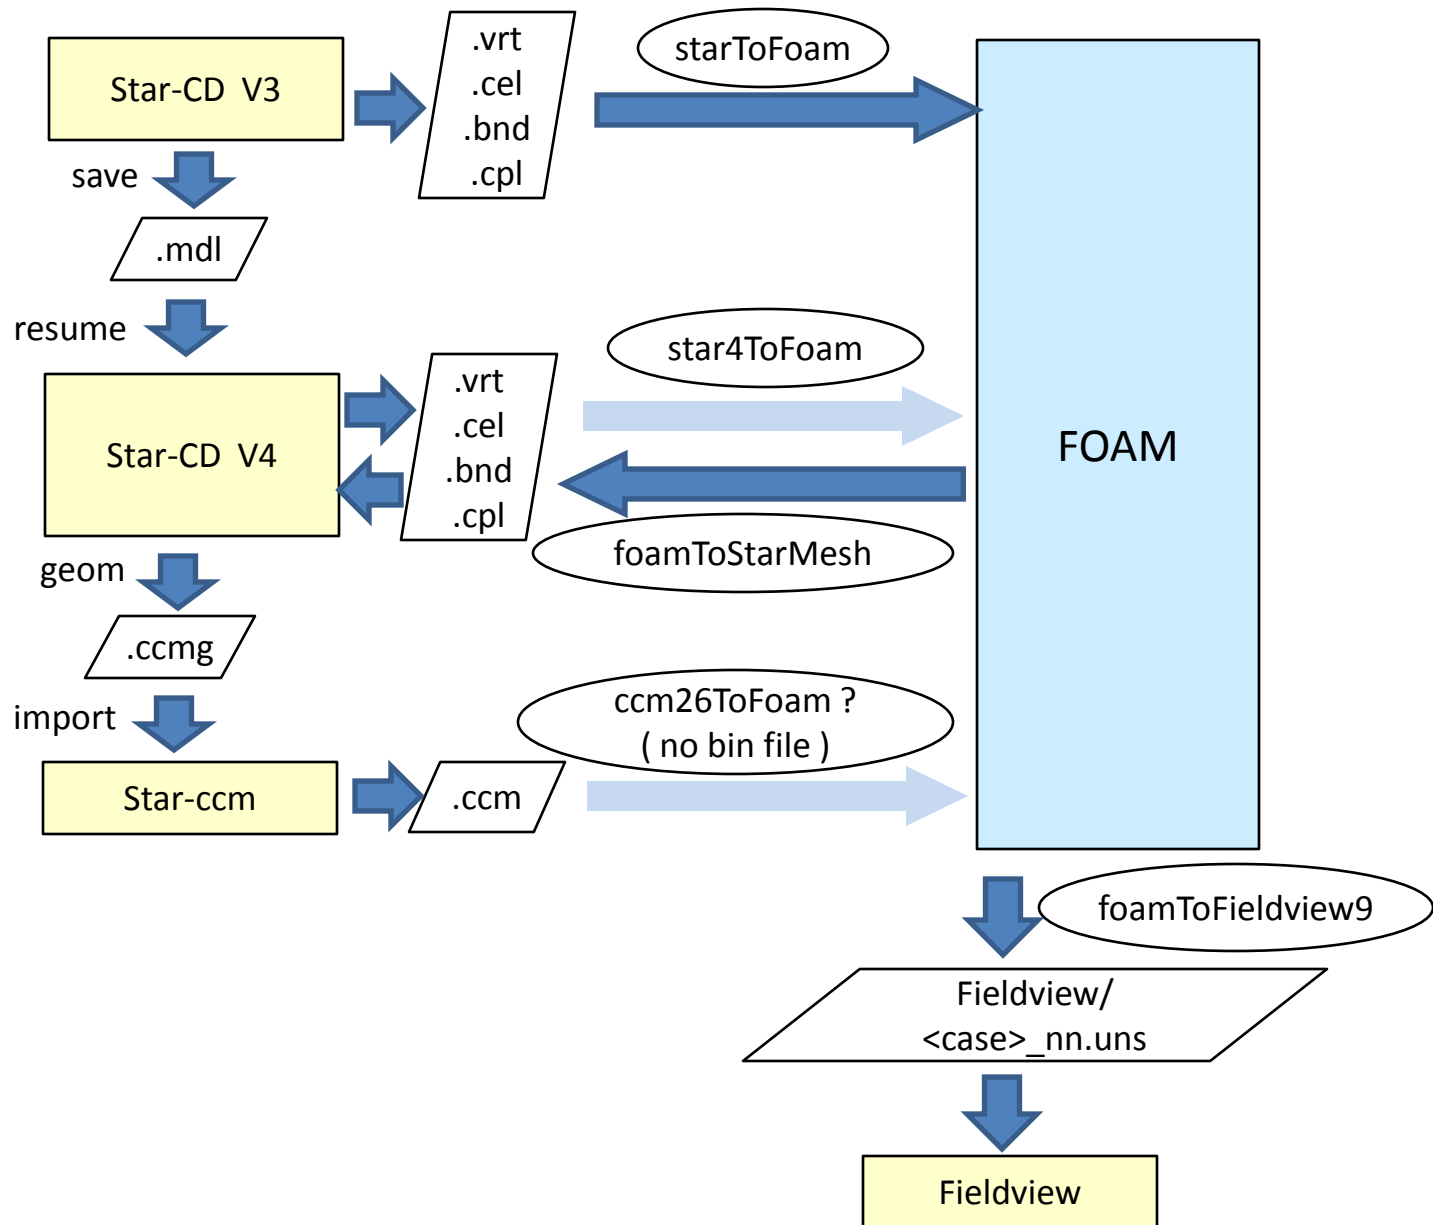 Star-CD V3
.vrt
.cel
.bnd
.cpl
starToFoam
save
.mdl
resume
Star-CD V4
.vrt
.cel
.bnd
.cpl
star4ToFoam
foamToStarMesh
FOAM
geom
.ccmg
import
Star-ccm
.ccm
ccm26ToFoam ?
( no bin file )
foamToFieldview9
Fieldview/
<case>_nn.uns
Fieldview